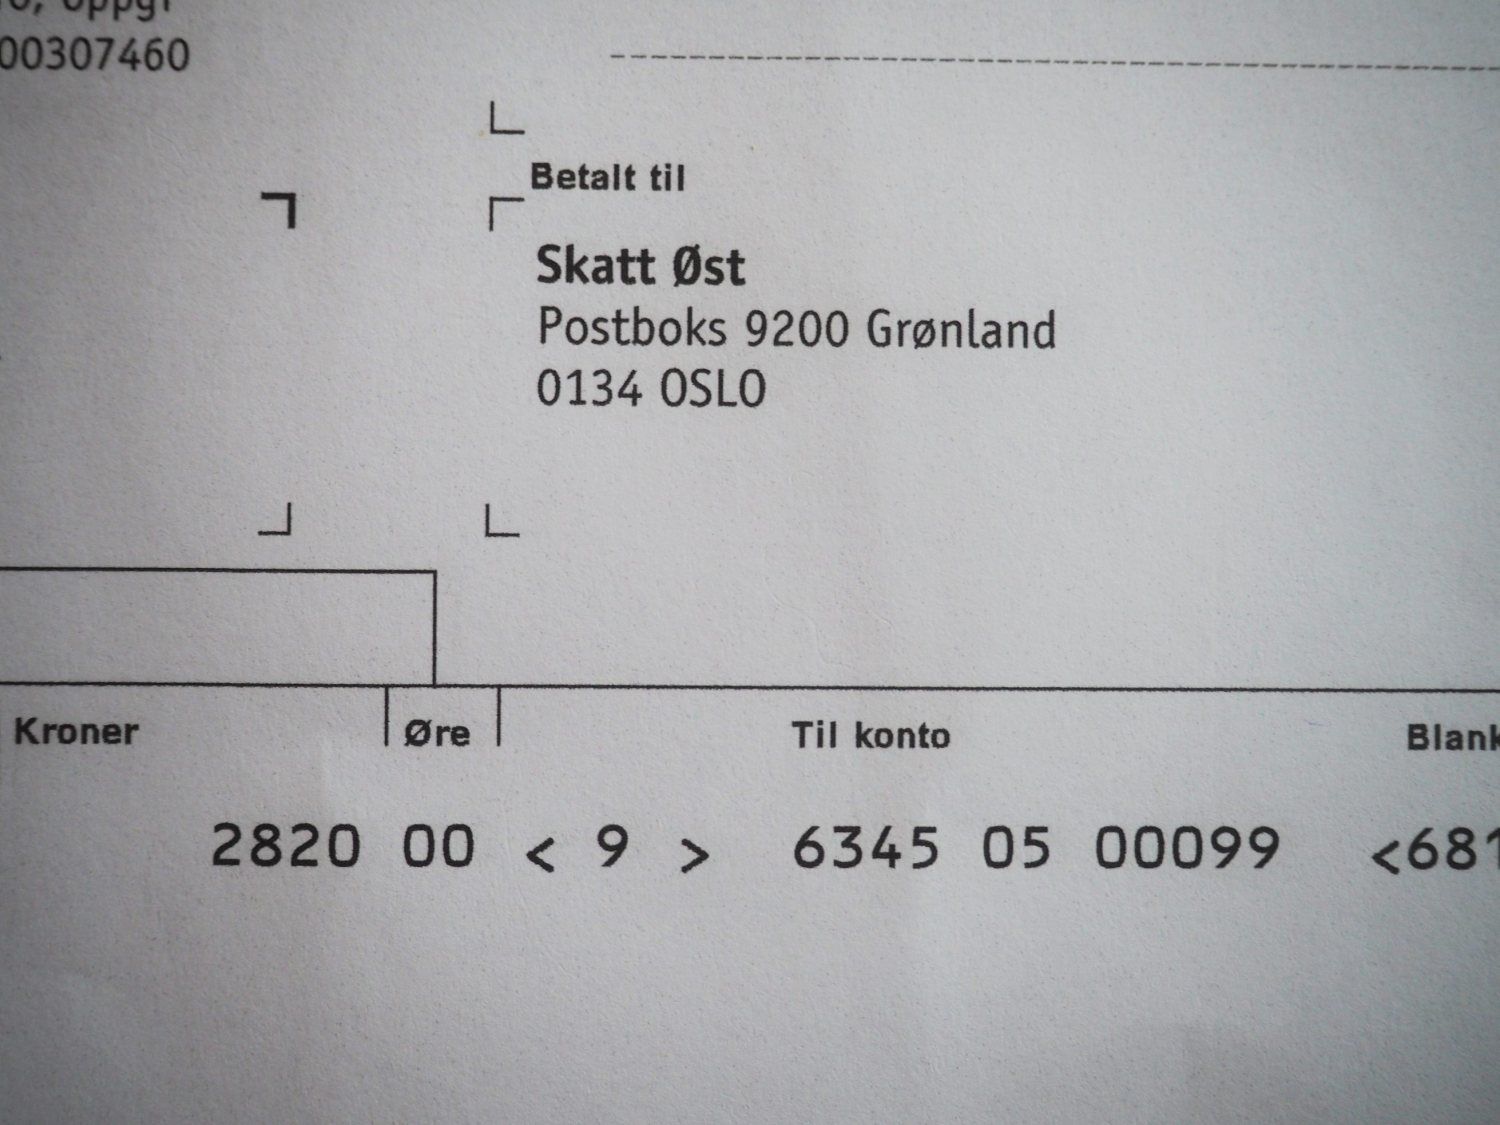 00307460
Betalt til
Skatt Øst
Postboks 9200 Grønland
0134 OSLO
Kroner Øre Til konto
2820 00 < 9 > 6345 05 00099 <681